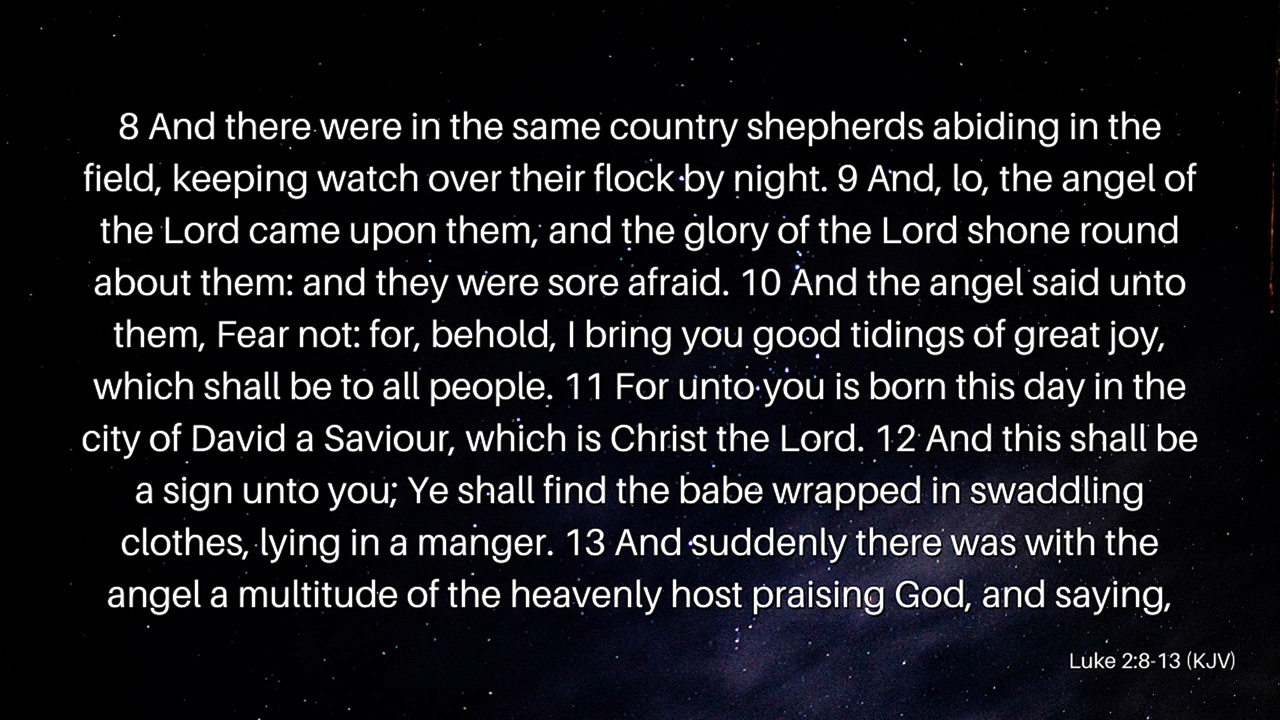 8 And there were in the same country shepherds abiding in the
field, keeping watch over their flock by night. 9 And, lo, the angel of
the Lord came upon them, and the glory of the Lord shone round
about them: and they were sore afraid. 10 And the angel said unto
them, Fear not: for, behold, I bring you good tidings of great joy,
which shall be to all people. 11 For unto you is born this day in the
city of David a Saviour, which is Christ the Lord. 12 And this shall be
a sign unto you; Ye shall find the babe wrapped in swaddling
clothes, lying in a manger. 13 And suddenly there was with the
angel a multitude of the heavenly host praising God, and saying,
Luke 2:8-13 (KJV)